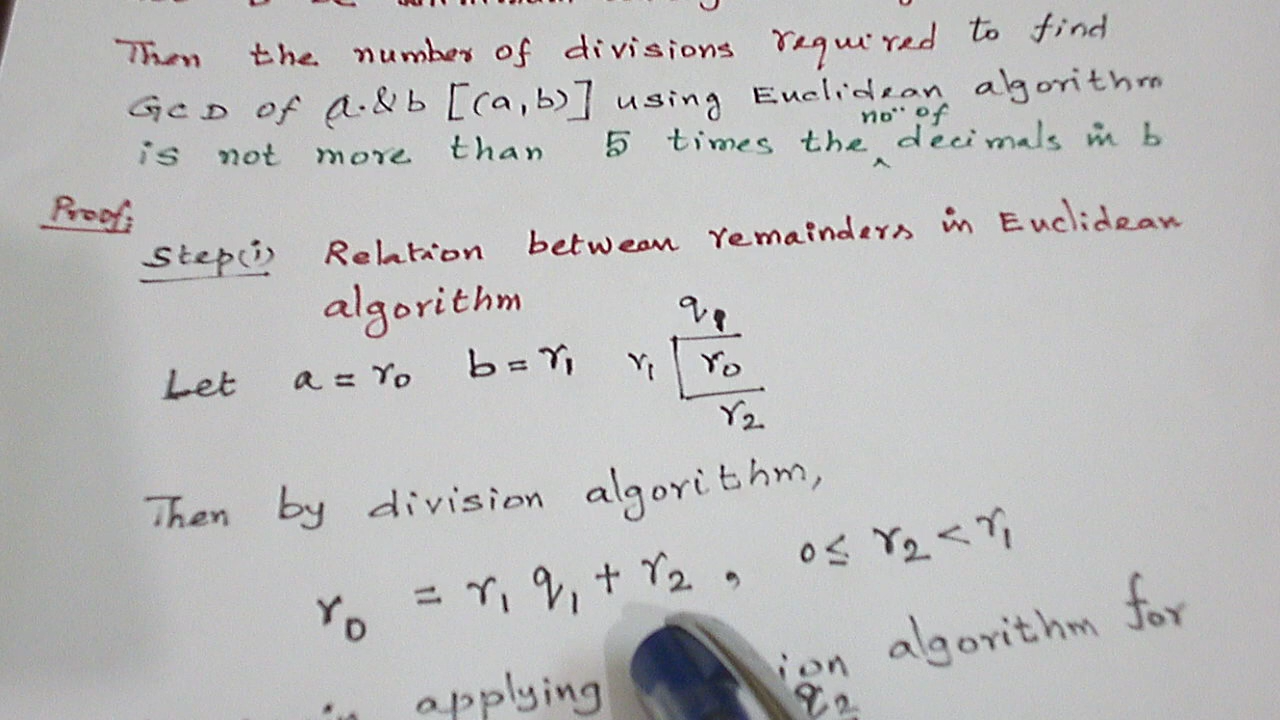 Then the number of divisions required to find
GCD of a & b [(a,b)] using Euclidean algorithm
is not more than 5 times the no" of decimals in b
Proof:
Step(i) Relation between remainders in Euclidean
algorithm
Let a = r₀ b = r₁ r₁ q₁ r₀ r₂
Then by division algorithm,
r₀ = r₁ q₁ + r₂ , 0 ≤ r₂ < r₁
applying algorithm for
q₂